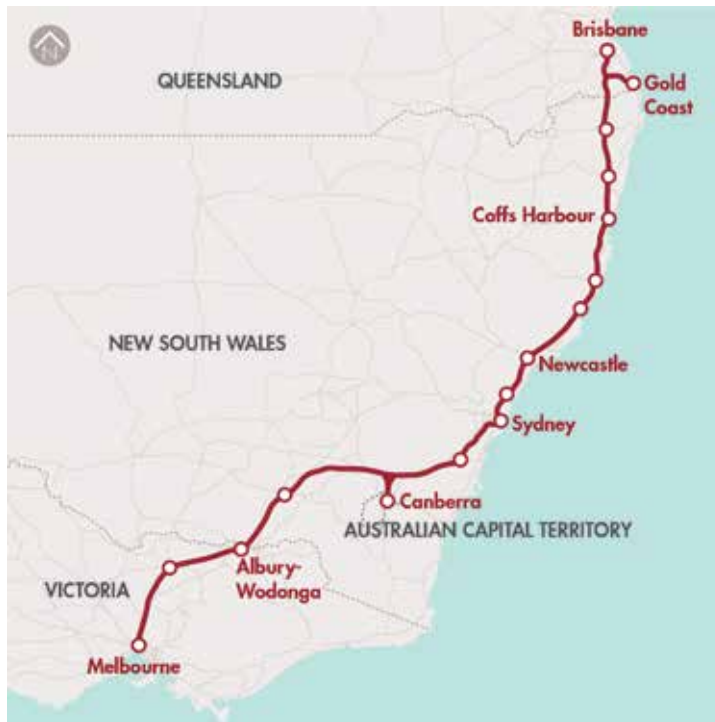 Brisbane
QUEENSLAND
Gold
Coast
Coffs Harbour
NEW SOUTH WALES
Newcastle
Sydney
Canberra
AUSTRALIAN CAPITAL TERRITORY
Albury-
Wodonga
VICTORIA
Melbourne